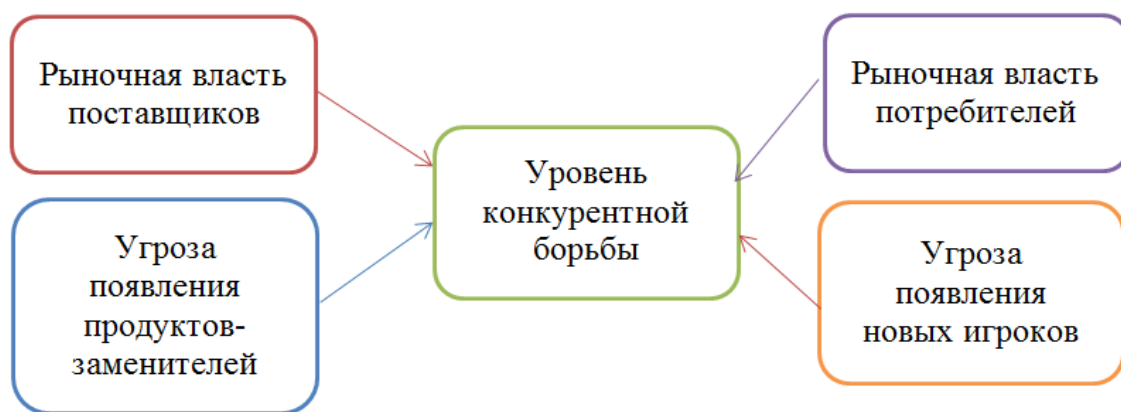 Рыночная власть
поставщиков
Рыночная власть
потребителей
Уровень
конкурентной
борьбы
Угроза
появления
продуктов-
заменителей
Угроза
появления
новых игроков